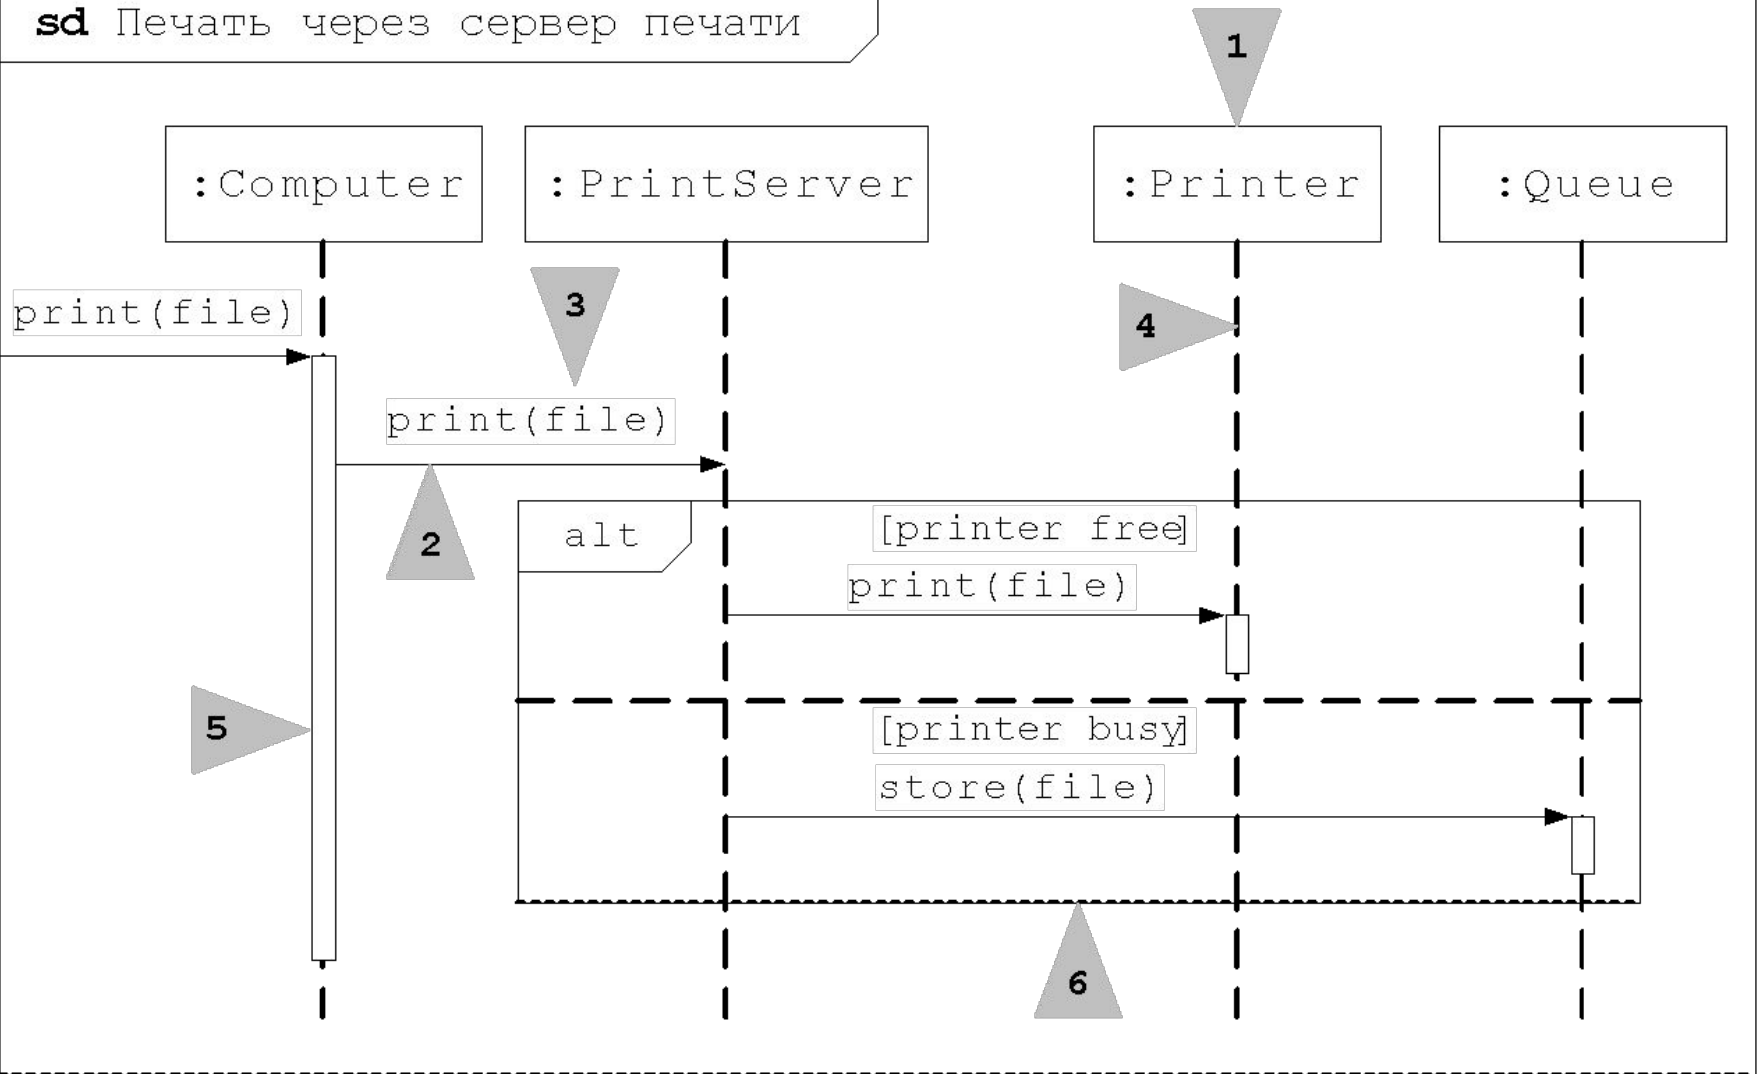 sd Печать через сервер печати
1
:Computer
:PrintServer
:Printer
:Queue
print(file)
3
4
print(file)
2
alt
[printer free]
print(file)
5
[printer busy]
store(file)
6